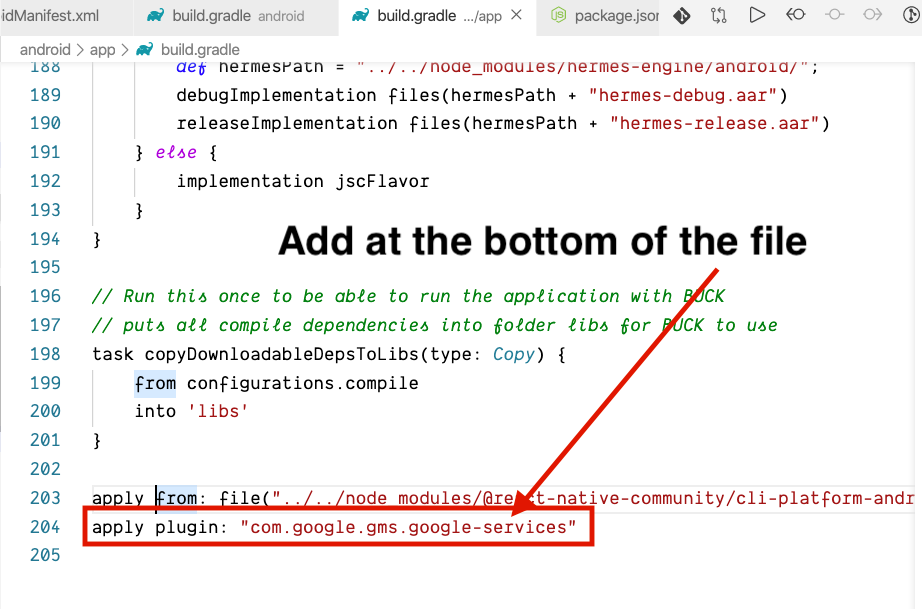 idManifest.xml
build.gradle android
build.gradle .../app
package.jsor
android > app > build.gradle
188 def hermesPath = "../../node_modules/hermes-engine/android/";
189 debugImplementation files(hermesPath + "hermes-debug.aar")
190 releaseImplementation files(hermesPath + "hermes-release.aar")
191 } else {
192 implementation jscFlavor
193 }
194 }
Add at the bottom of the file
195
196 // Run this once to be able to run the application with BUCK
197 // puts all compile dependencies into folder libs for BUCK to use
198 task copyDownloadableDepsToLibs(type: Copy) {
199 from configurations.compile
200 into 'libs'
201 }
202
203 apply from: file("../../node_modules/@react-native-community/cli-platform-andr
204 apply plugin: "com.google.gms.google-services"
205